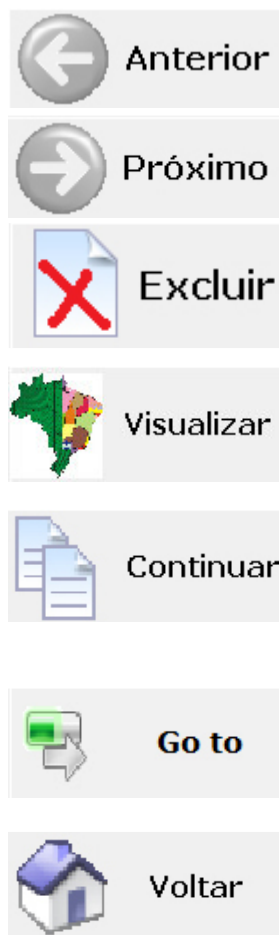 Anterior
Próximo
Excluir
Visualizar
Continuar
Go to
Voltar